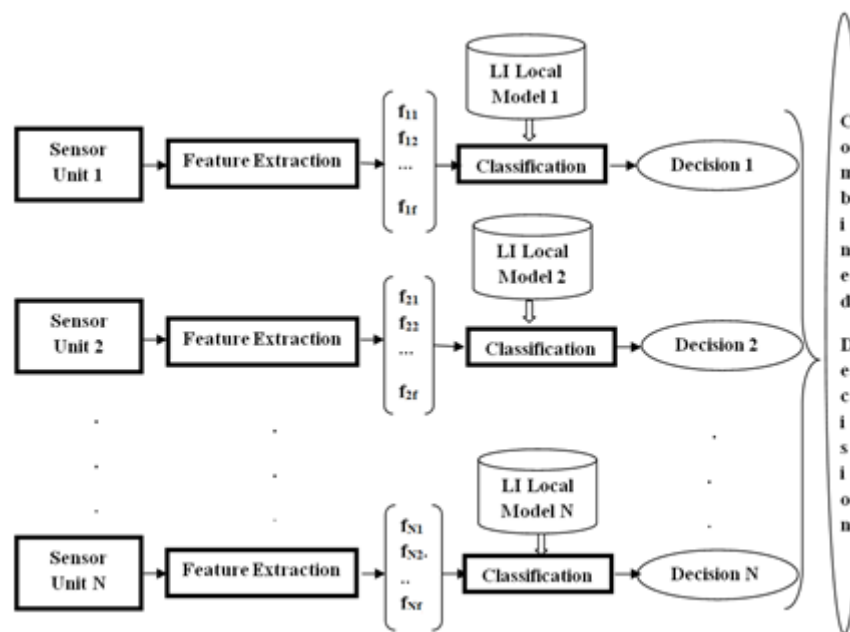 LI Local
Model 1
Sensor
Unit 1
Feature Extraction
f11
f12
...
f1f
Classification
Decision 1
LI Local
Model 2
Sensor
Unit 2
Feature Extraction
f21
f22
...
f2f
Classification
Decision 2
LI Local
Model N
Sensor
Unit N
Feature Extraction
fN1
fN2.
..
fNf
Classification
Decision N
Combined
Decision